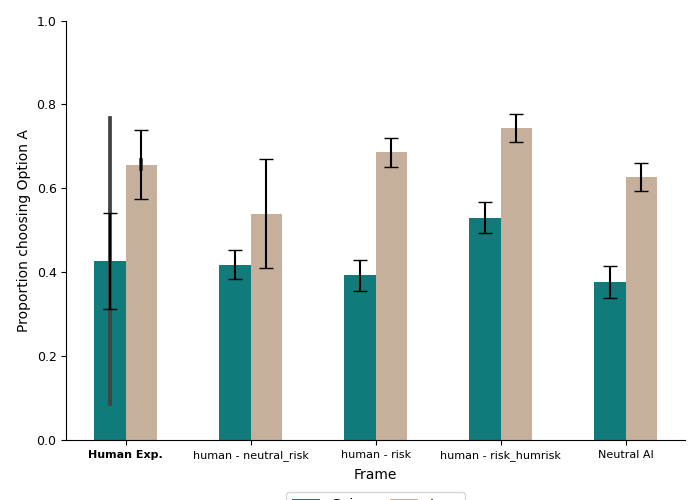 1.0
0.8
0.6
0.4
0.2
0.0
Proportion choosing Option A
Human Exp.
human - neutral_risk
human - risk
human - risk_humrisk
Neutral AI
Frame